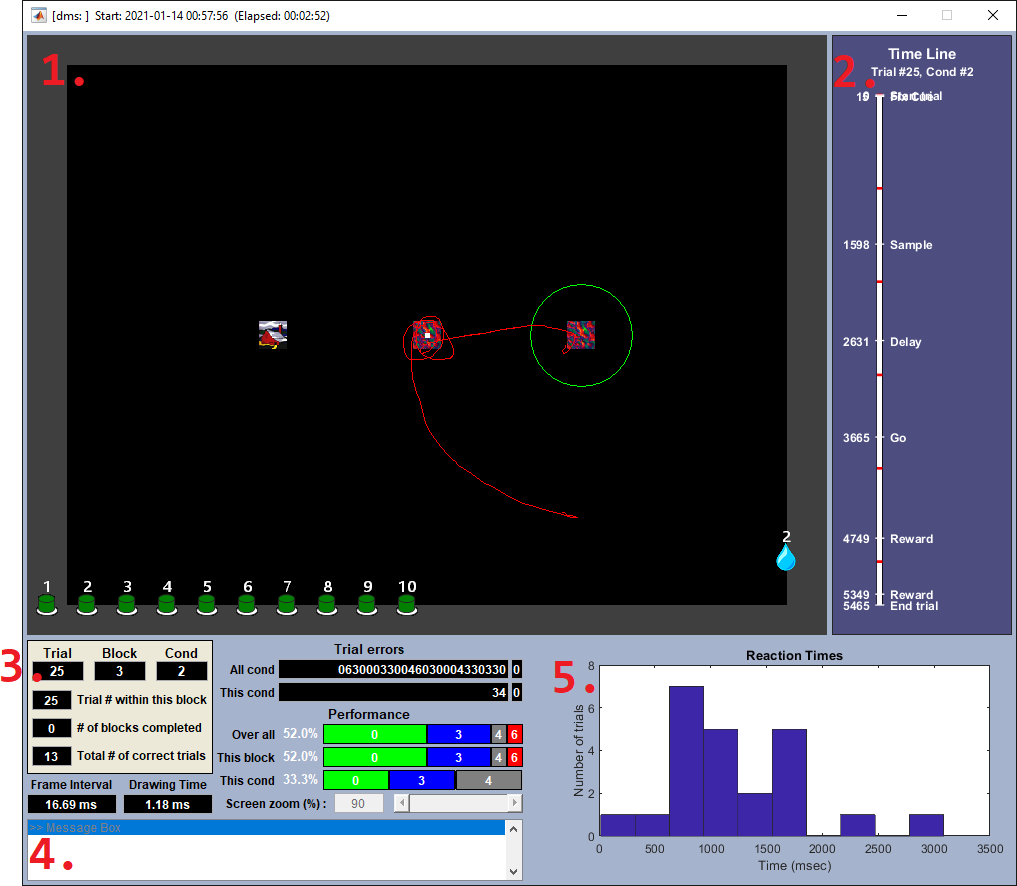 [dms: ] Start: 2021-01-14 00:57:56 (Elapsed: 00:02:52)
1.
2
1 2 3 4 5 6 7 8 9 10
2.
Time Line
Trial #25, Cond #2
0 Start trial
15 Fix Cue
1598 Sample
2631 Delay
3665 Go
4749 Reward
5349 Reward
5465 End trial
3.
Trial Block Cond
25 3 2
25 Trial # within this block
0 # of blocks completed
13 Total # of correct trials
Frame Interval Drawing Time
16.69 ms 1.18 ms
Trial errors
All cond 063000330046030004330330 0
This cond 34 0
Performance
Over all 52.0% 0 3 4 6
This block 52.0% 0 3 4 6
This cond 33.3% 0 3 4
Screen zoom (%) : 90
>> Message Box
4.
5.
Reaction Times
8
6
4
2
0
Number of trials
0 500 1000 1500 2000 2500 3000 3500
Time (msec)